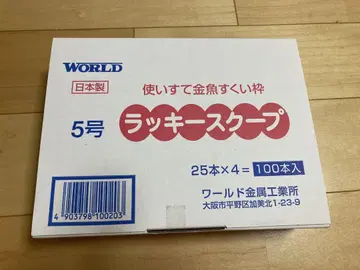 WORLD
日本製
使いすて金魚すくい枠
5号
ラッキースクープ
25本×4=100本入
ワールド金属工業所
大阪市平野区加美北1-23-9
4 903798 100203